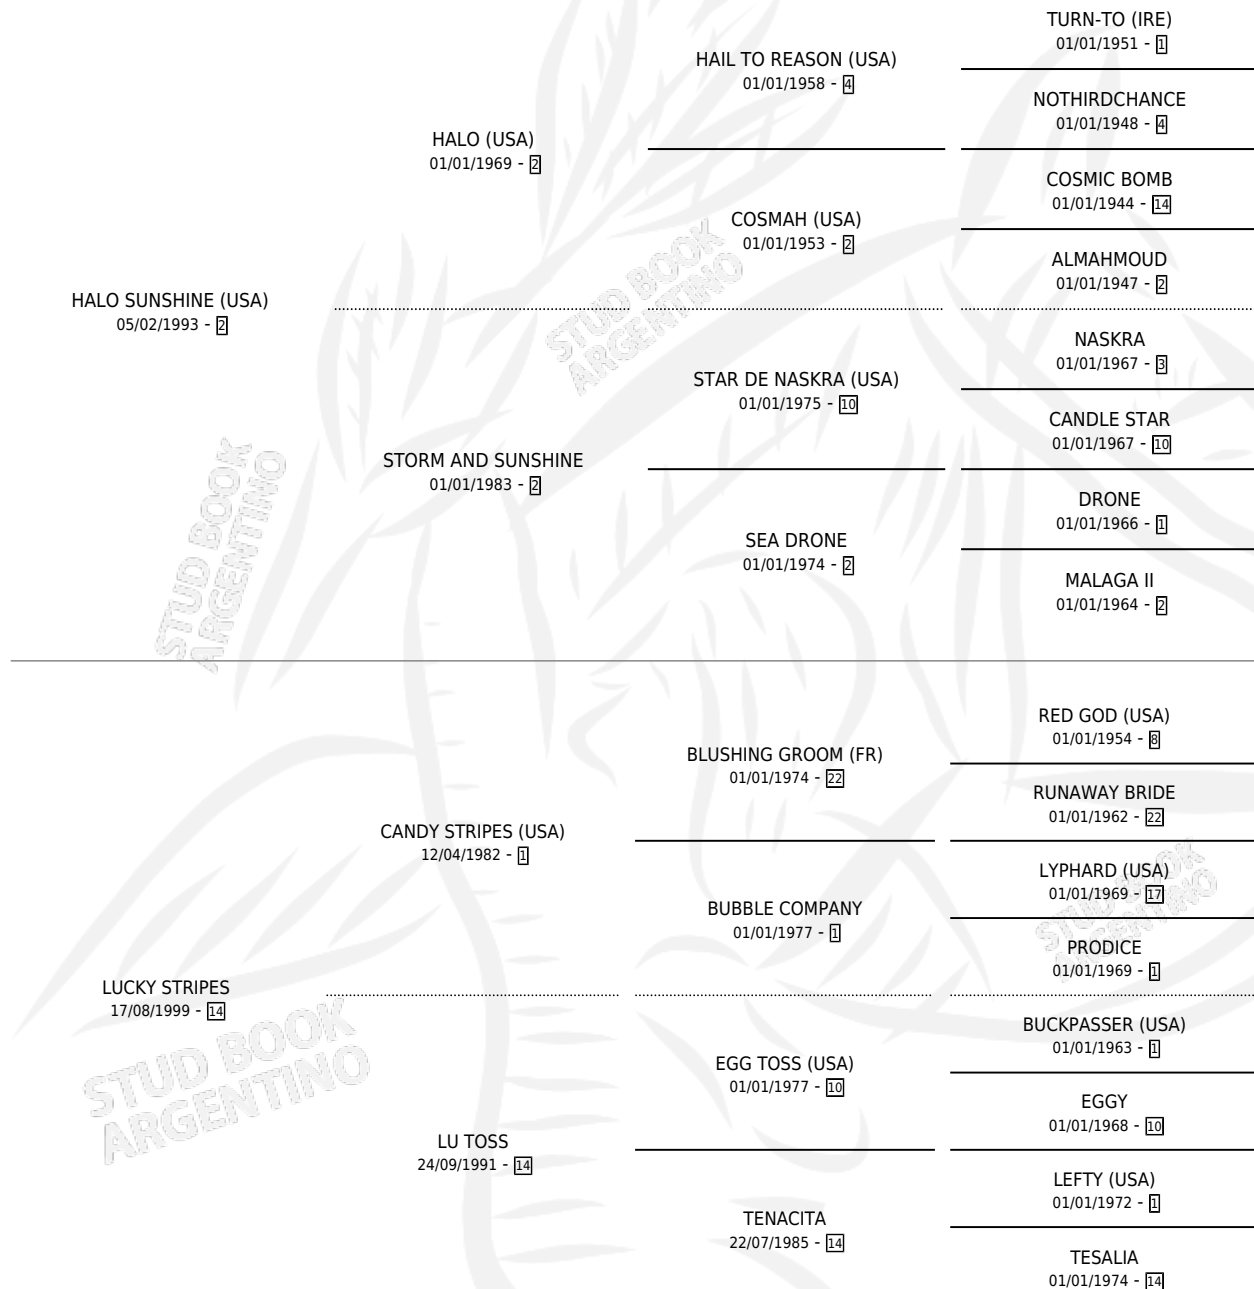 TURN-TO (IRE)
01/01/1951 - 1
HAIL TO REASON (USA)
01/01/1958 - 4
NOTHIRDCHANCE
01/01/1948 - 4
HALO (USA)
01/01/1969 - 2
COSMIC BOMB
01/01/1944 - 14
COSMAH (USA)
01/01/1953 - 2
ALMAHMOUD
01/01/1947 - 2
HALO SUNSHINE (USA)
05/02/1993 - 2
NASKRA
01/01/1967 - 3
STAR DE NASKRA (USA)
01/01/1975 - 10
CANDLE STAR
01/01/1967 - 10
STORM AND SUNSHINE
01/01/1983 - 2
DRONE
01/01/1966 - 1
SEA DRONE
01/01/1974 - 2
MALAGA II
01/01/1964 - 2
RED GOD (USA)
01/01/1954 - 8
BLUSHING GROOM (FR)
01/01/1974 - 22
RUNAWAY BRIDE
01/01/1962 - 22
CANDY STRIPES (USA)
12/04/1982 - 1
LYPHARD (USA)
01/01/1969 - 17
BUBBLE COMPANY
01/01/1977 - 1
PRODICE
01/01/1969 - 1
LUCKY STRIPES
17/08/1999 - 14
BUCKPASSER (USA)
01/01/1963 - 1
EGG TOSS (USA)
01/01/1977 - 10
EGGY
01/01/1968 - 10
LU TOSS
24/09/1991 - 14
LEFTY (USA)
01/01/1972 - 1
TENACITA
22/07/1985 - 14
TESALIA
01/01/1974 - 14
STUD BOOK
ARGENTINO
STUD BOOK
ARGENTINO
STUD BOOK
ARGENTINO
STUD BOOK
ARGENTINO